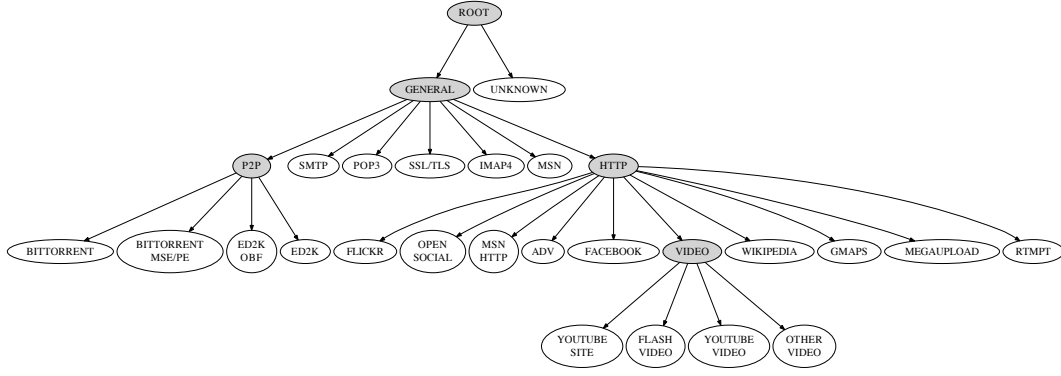 ROOT
GENERAL
UNKNOWN
P2P
SMTP
POP3
SSL/TLS
IMAP4
MSN
HTTP
BITTORRENT
BITTORRENT
MSE/PE
ED2K
OBF
ED2K
FLICKR
OPEN
SOCIAL
MSN
HTTP
ADV
FACEBOOK
VIDEO
WIKIPEDIA
GMAPS
MEGAUPLOAD
RTMPT
YOUTUBE
SITE
FLASH
VIDEO
YOUTUBE
VIDEO
OTHER
VIDEO